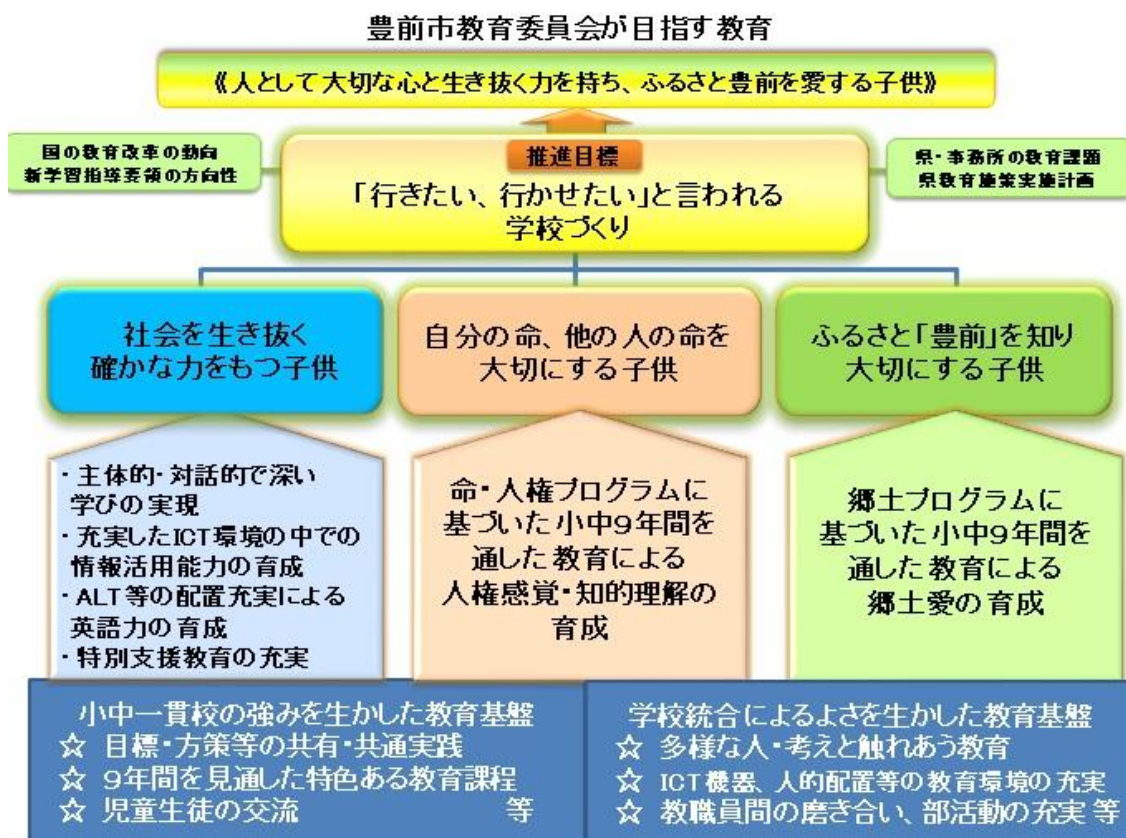 豊前市教育委員会が目指す教育
《人として大切な心と生き抜く力を持ち、ふるさと豊前を愛する子供》
国の教育改革の動向
新学習指導要領の方向性
推進目標
「行きたい、行かせたい」と言われる
学校づくり
県・事務所の教育課題
県教育施策実施計画
社会を生き抜く
確かな力をもつ子供
自分の命、他の人の命を
大切にする子供
ふるさと「豊前」を知り
大切にする子供
・主体的・対話的で深い
学びの実現
・充実したICT環境の中での
情報活用能力の育成
・ALT等の配置充実による
英語力の育成
・特別支援教育の充実
命・人権プログラムに
基づいた小中9年間を
通した教育による
人権感覚・知的理解の
育成
郷土プログラムに
基づいた小中9年間を
通した教育による
郷土愛の育成
小中一貫校の強みを生かした教育基盤
☆ 目標・方策等の共有・共通実践
☆ 9年間を見通した特色ある教育課程
☆ 児童生徒の交流 等
学校統合によるよさを生かした教育基盤
☆ 多様な人・考えと触れあう教育
☆ ICT機器、人的配置等の教育環境の充実
☆ 教職員間の磨き合い、部活動の充実 等